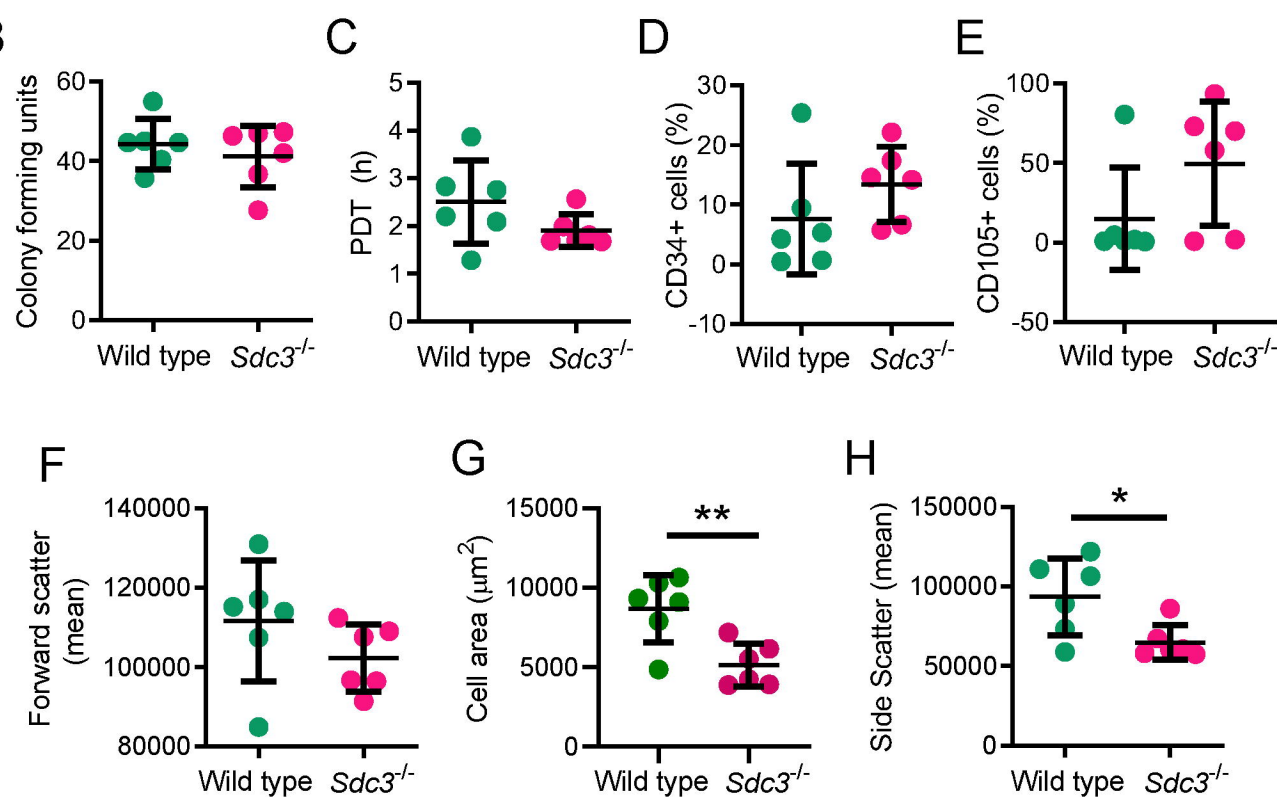 C
D
E
Colony forming units
60
40
20
0
Wild type Sdc3-/-
PDT (h)
5
4
3
2
1
0
Wild type Sdc3-/-
CD34+ cells (%)
30
20
10
0
-10
Wild type Sdc3-/-
CD105+ cells (%)
100
50
0
-50
Wild type Sdc3-/-
F
G
H
Forward scatter
(mean)
140000
120000
100000
80000
Wild type Sdc3-/-
Cell area (μm²)
15000
10000
5000
0
**
Wild type Sdc3-/-
Side Scatter (mean)
150000
100000
50000
0
*
Wild type Sdc3-/-